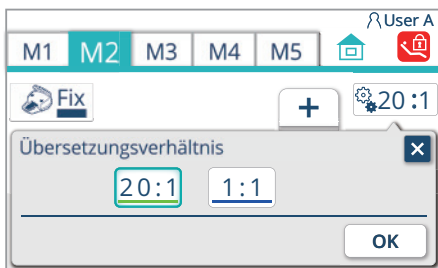 User A
M1 M2 M3 M4 M5
Fix + 20:1
Übersetzungsverhältnis
20:1 1:1
OK